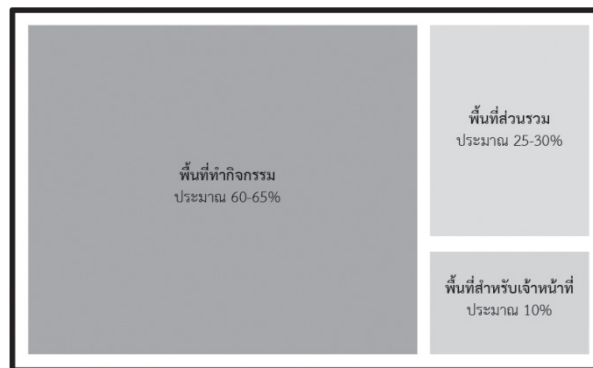 พื้นที่ทำกิจกรรม
ประมาณ 60-65%
พื้นที่ส่วนรวม
ประมาณ 25-30%
พื้นที่สำหรับเจ้าหน้าที่
ประมาณ 10%